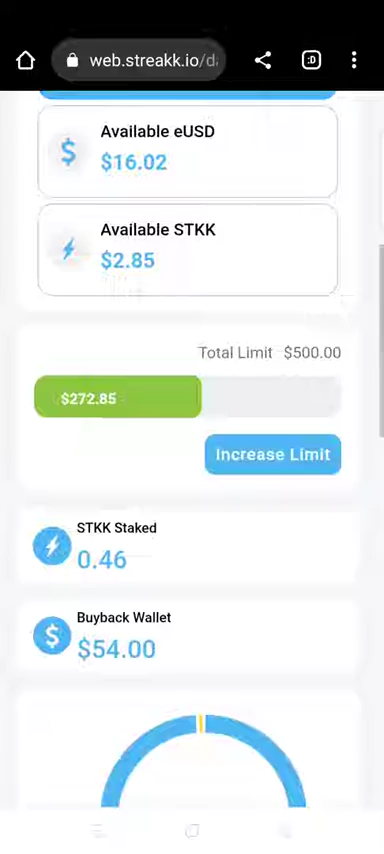 web.streakk.io/d
:D
Available eUSD
$16.02
Available STKK
$2.85
Total Limit $500.00
$272.85
Increase Limit
STKK Staked
0.46
Buyback Wallet
$54.00